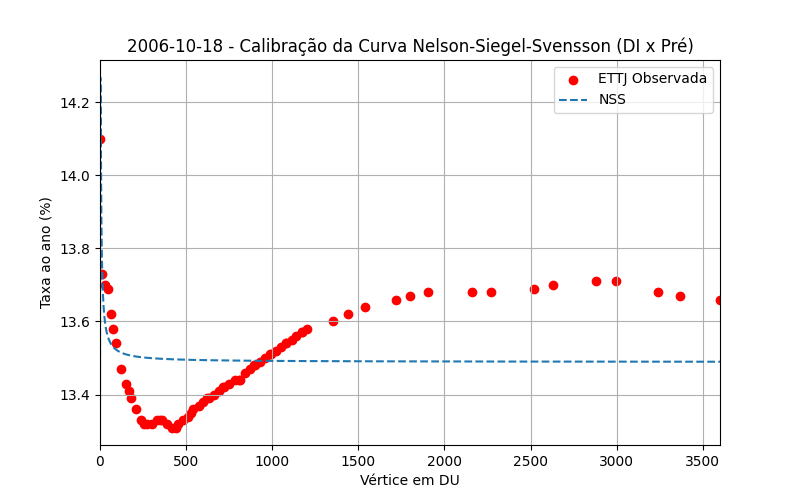 2006-10-18 - Calibração da Curva Nelson-Siegel-Svensson (DI x Pré)
ETTJ Observada
NSS
Taxa ao ano (%)
14.2
14.0
13.8
13.6
13.4
0 500 1000 1500 2000 2500 3000 3500
Vértice em DU